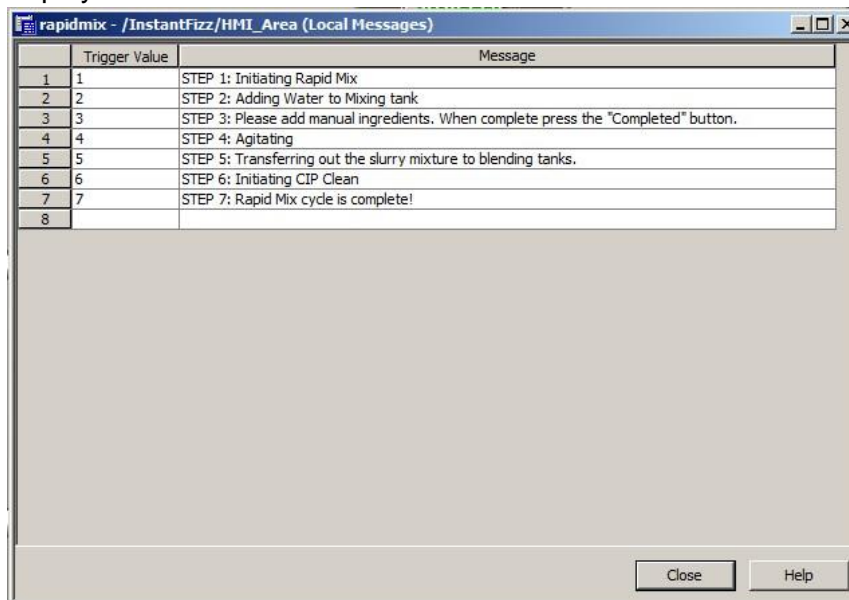 rapidmix - /InstantFizz/HMI_Area (Local Messages)
Trigger Value Message
1 1 STEP 1: Initiating Rapid Mix
2 2 STEP 2: Adding Water to Mixing tank
3 3 STEP 3: Please add manual ingredients. When complete press the "Completed" button.
4 4 STEP 4: Agitating
5 5 STEP 5: Transferring out the slurry mixture to blending tanks.
6 6 STEP 6: Initiating CIP Clean
7 7 STEP 7: Rapid Mix cycle is complete!
8
Close Help